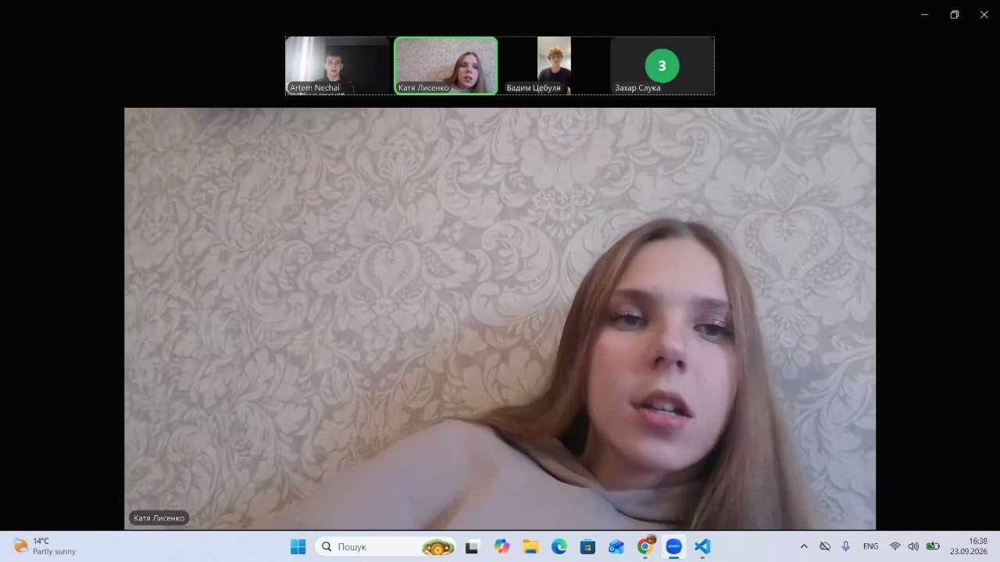 Artem Nechai
Катя Лисенко
Вадим Цебуля
З
Захар Слука
Катя Лисенко
14°C
Partly sunny
Пошук
ENG
16:38
23.09.2026